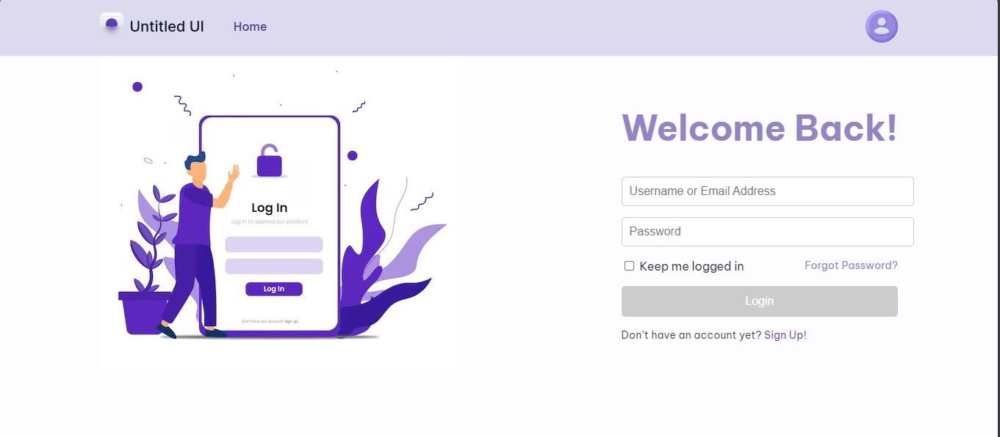 Untitled UI
Home
Log In
Log in to express our product
Log In
Don't have any account? Sign up
Welcome Back!
Username or Email Address
Password
Keep me logged in
Forgot Password?
Login
Don't have an account yet? Sign Up!